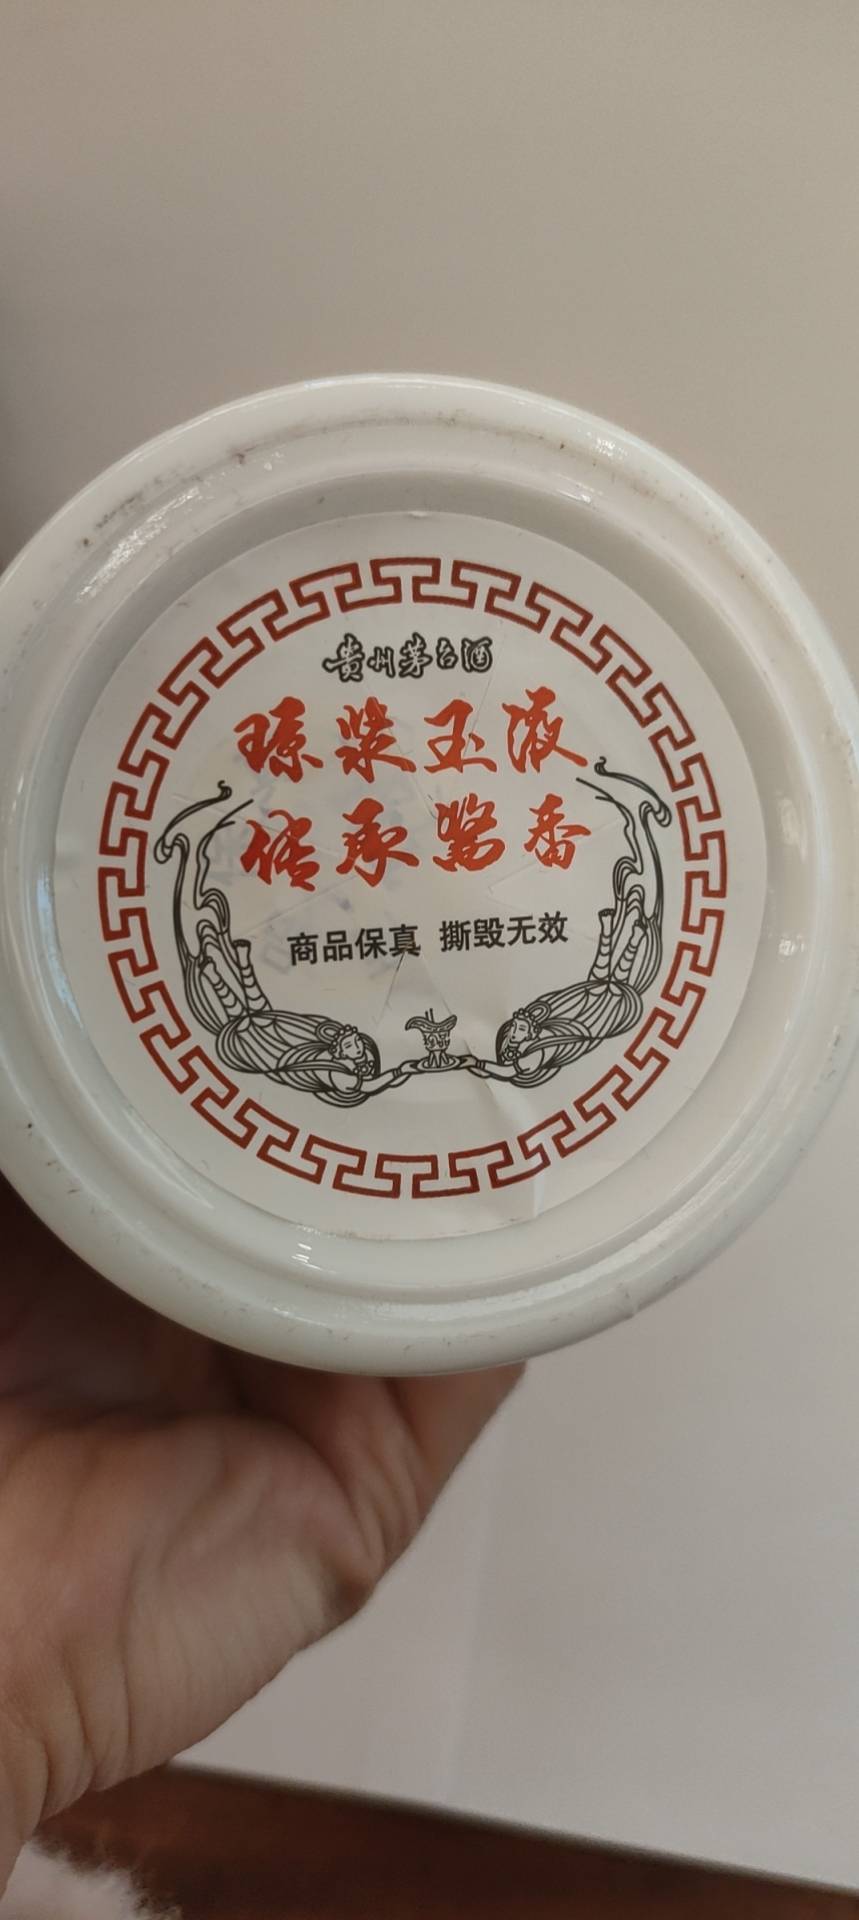 贵州茅台酒
琼浆玉液
传承酱香
商品保真 撕毁无效